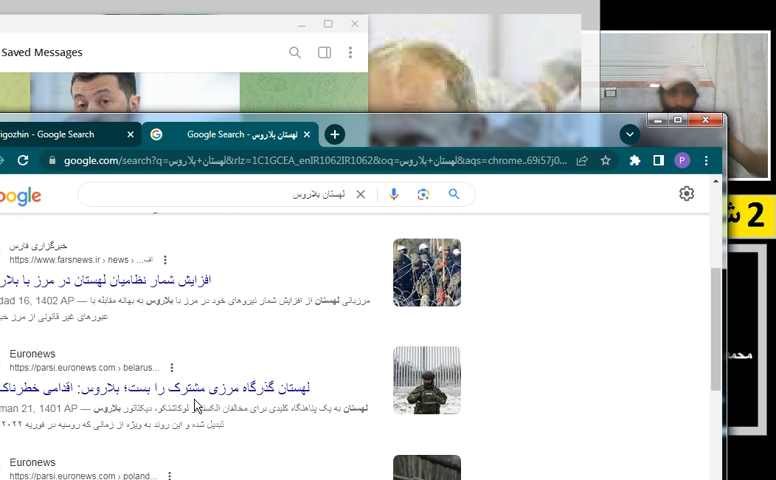 Saved Messages
rigozhin - Google Search
لهستان بلاروس - Google Search
google.com/search?q=لهستان+بلاروس&rlz=1C1GCEA_enIR1062IR1062&oq=لهستان+بلاروس&aqs=chrome..69i57j0...
P
ogle
لهستان بلاروس
2 ش
خبرگزاری فارس
https://www.farsnews.ir › news › ...اف
افزایش شمار نظامیان لهستان در مرز با بلار
dad 16, 1402 AP — مرزبانی لهستان از افزایش شمار نیروهای خود در مرز با بلاروس به بهانه مقابله با
عبورهای غیر قانونی از مرز خبر
محمد
Euronews
https://parsi.euronews.com › belarus...
لهستان گذرگاه مرزی مشترک را بست؛ بلاروس: اقدامی خطرناک
man 21, 1401 AP — لهستان به یک پناهگاه کلیدی برای مخالفان الکساندر لوکاشنکو، دیکتاتور بلاروس
تبدیل شده و این روند به ویژه از زمانی که روسیه در فوریه ۲۰۲۲
Euronews
https://parsi.euronews.com › poland...